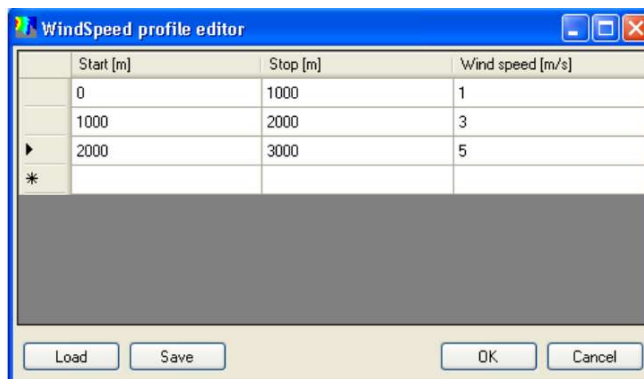 WindSpeed profile editor
Start [m] Stop [m] Wind speed [m/s]
0 1000 1
1000 2000 3
2000 3000 5
Load Save OK Cancel